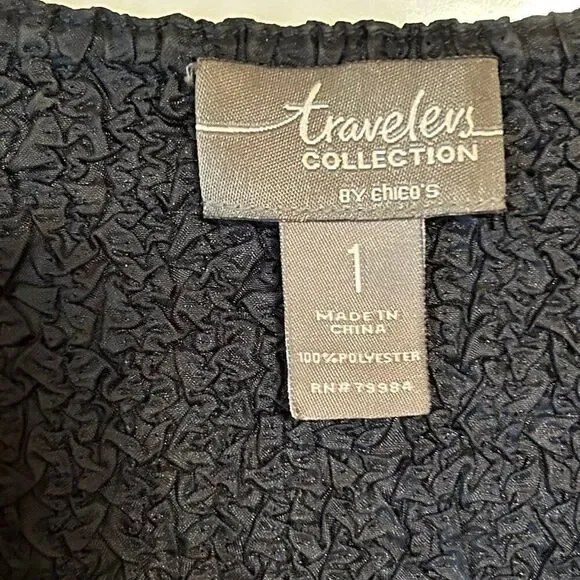 travelers
COLLECTION
BY chico's
1
MADE IN
CHINA
100% POLYESTER
RN# 79984